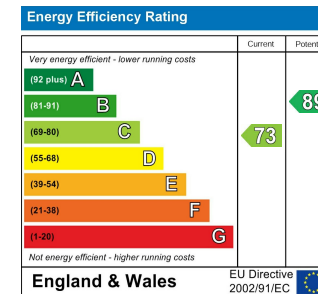 Energy Efficiency Rating
Current Potent
Very energy efficient - lower running costs
(92 plus) A
(81-91) B 89
(69-80) C 73
(55-68) D
(39-54) E
(21-38) F
(1-20) G
Not energy efficient - higher running costs
England & Wales
EU Directive
2002/91/EC